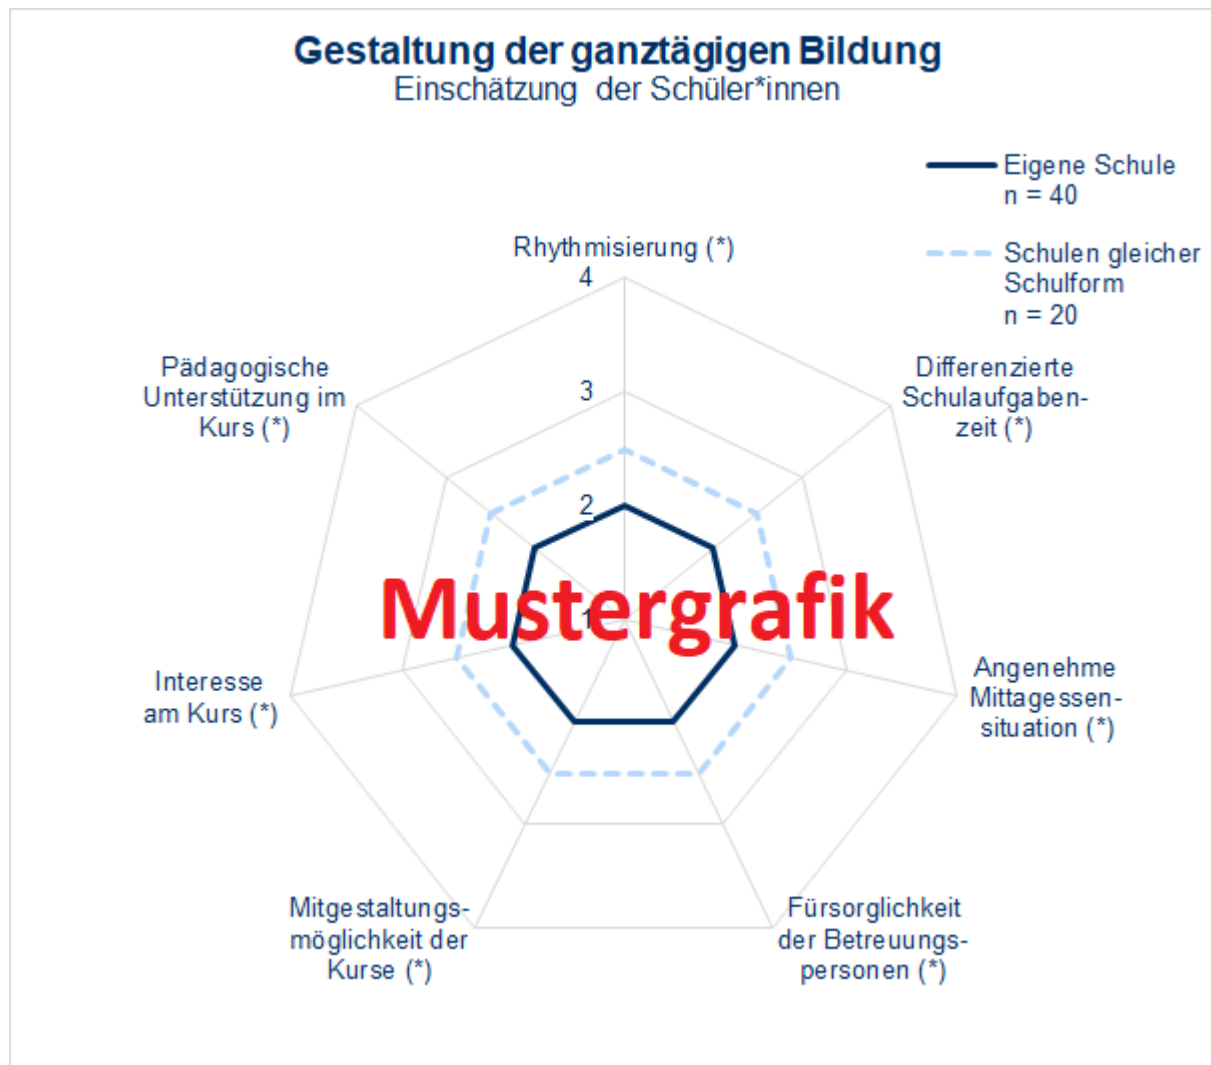 Gestaltung der ganztägigen Bildung
Einschätzung der Schüler*innen
Eigene Schule
n = 40
Schulen gleicher
Schulform
n = 20
Rhythmisierung (*)
4
3
2
1
Differenzierte
Schulaufgaben-
zeit (*)
Angenehme
Mittagessen-
situation (*)
Fürsorglichkeit
der Betreuungs-
personen (*)
Mitgestaltungs-
möglichkeit der
Kurse (*)
Interesse
am Kurs (*)
Pädagogische
Unterstützung im
Kurs (*)
Mustergrafik